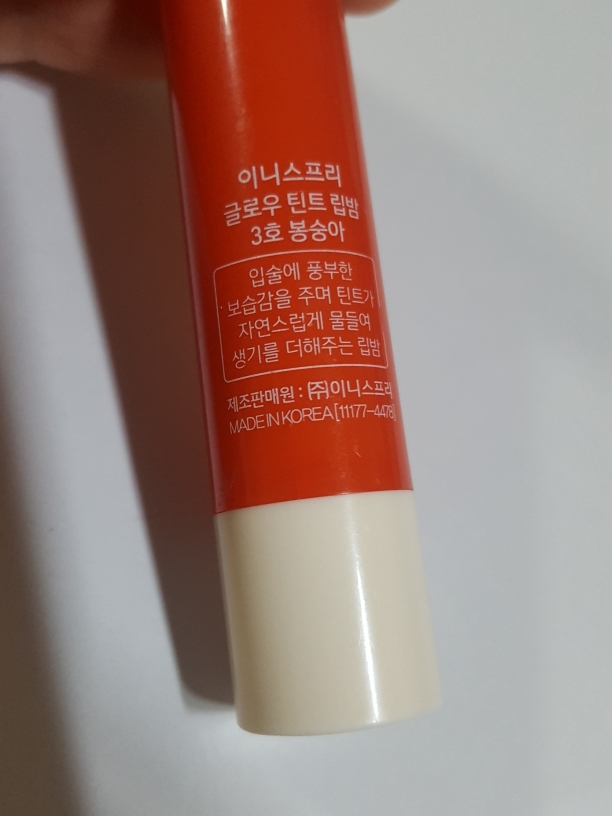 이니스프리
글로우 틴트 립밤
3호 봉숭아
입술에 풍부한
보습감을 주며 틴트가
자연스럽게 물들여
생기를 더해주는 립밤
제조판매원 : ㈜이니스프리
MADE IN KOREA [11177-4478]